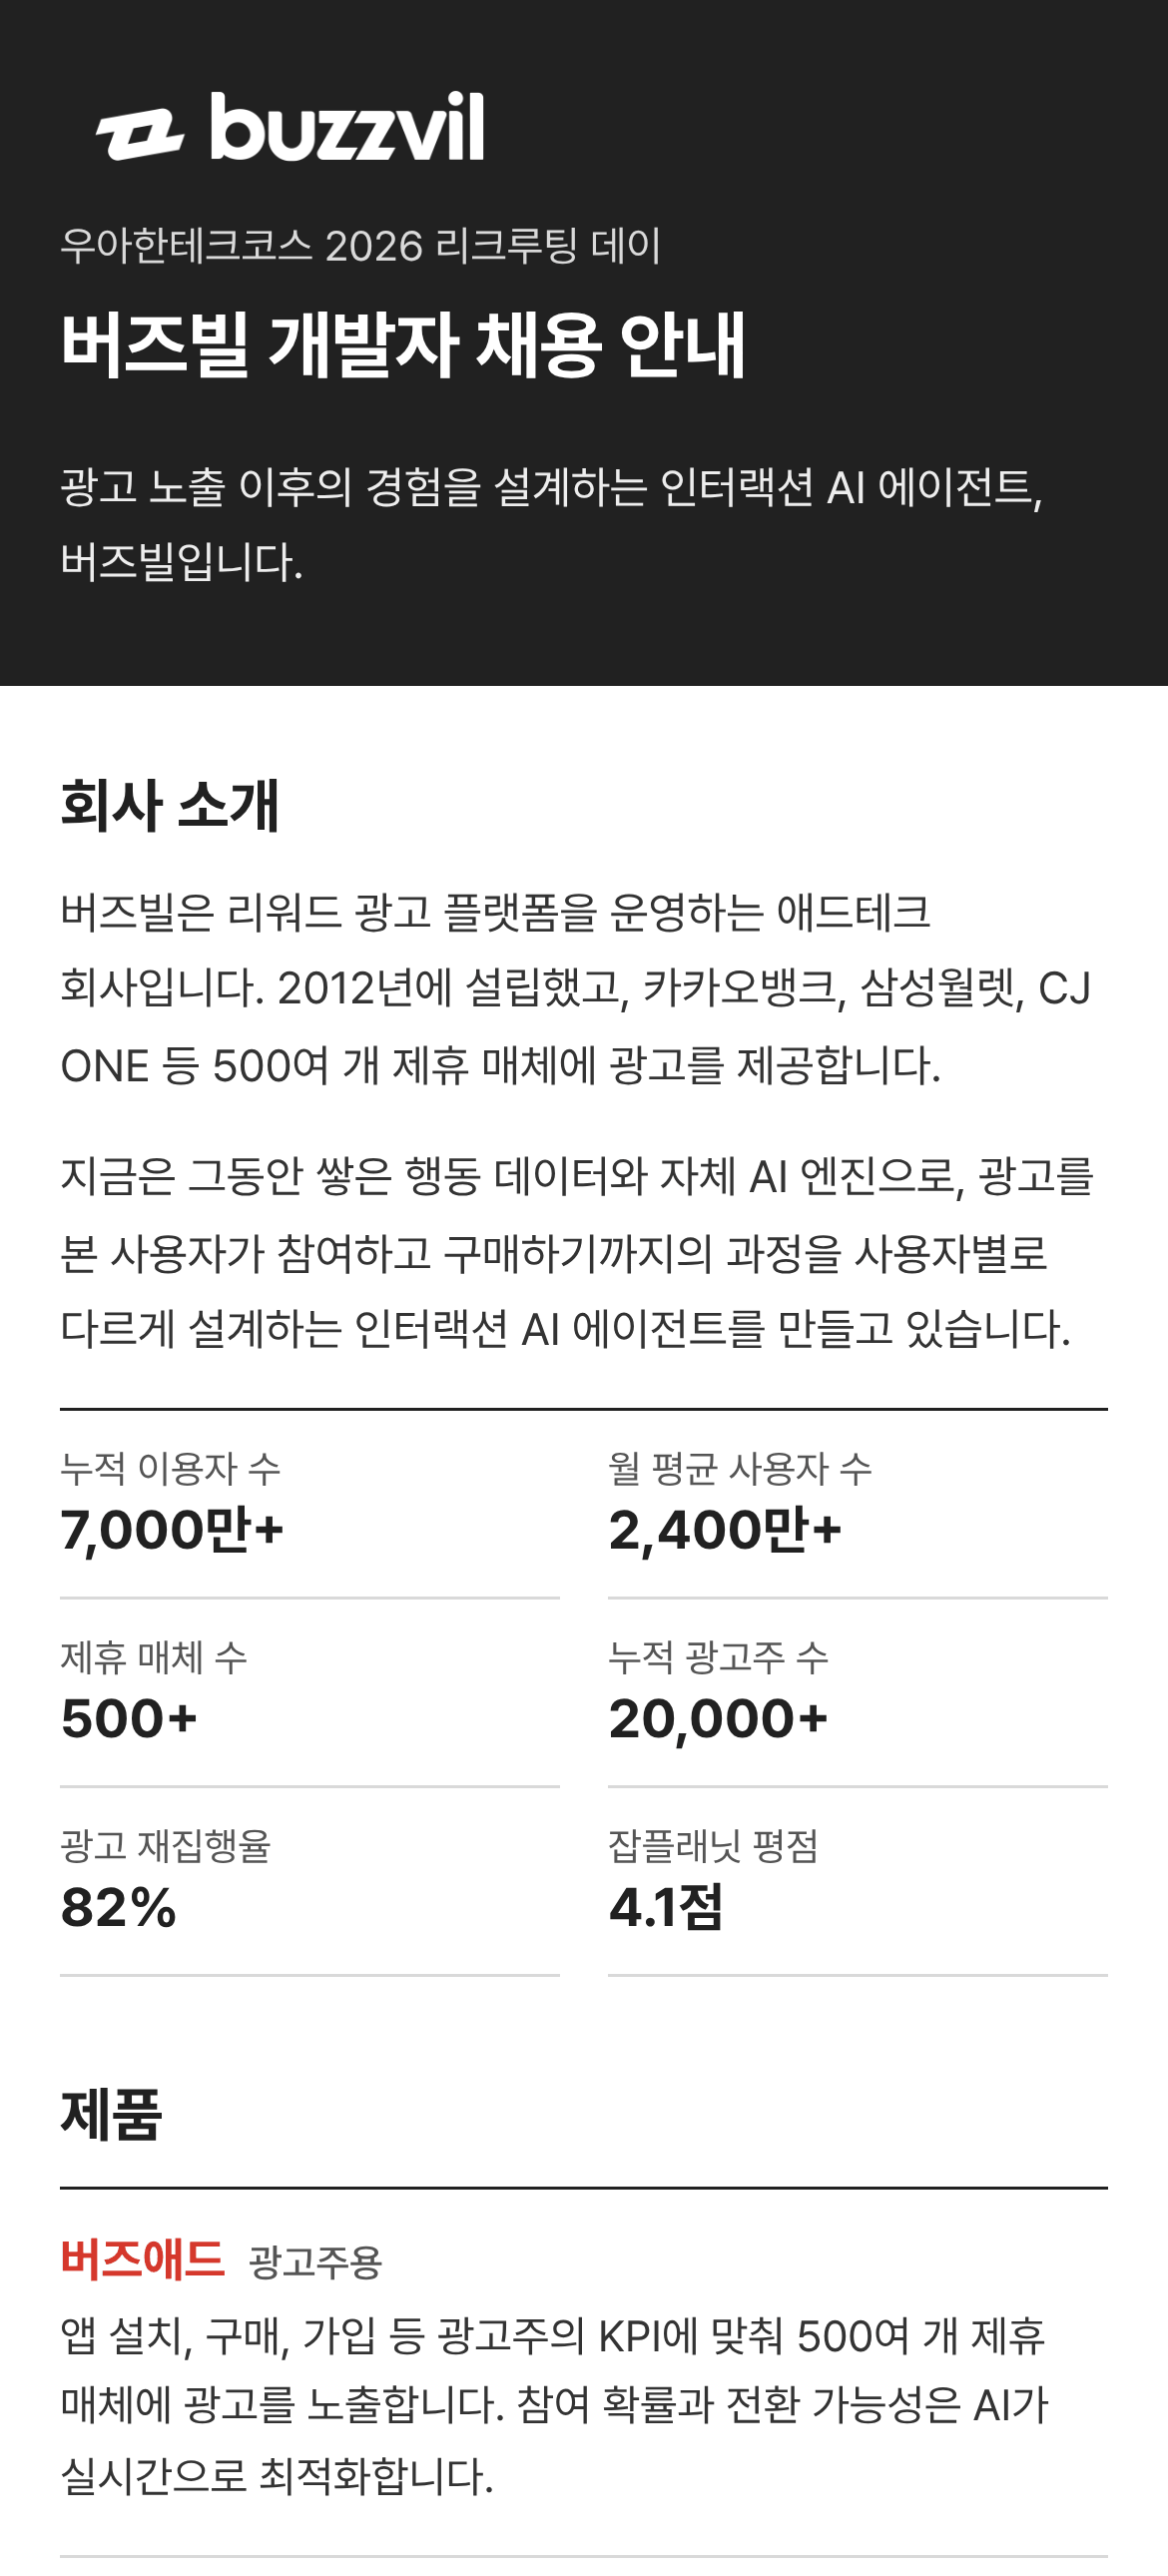 buzzvil
우아한테크코스 2026 리크루팅 데이
버즈빌 개발자 채용 안내
광고 노출 이후의 경험을 설계하는 인터랙션 AI 에이전트,
버즈빌입니다.
회사 소개
버즈빌은 리워드 광고 플랫폼을 운영하는 애드테크
회사입니다. 2012년에 설립했고, 카카오뱅크, 삼성월렛, CJ
ONE 등 500여 개 제휴 매체에 광고를 제공합니다.
지금은 그동안 쌓은 행동 데이터와 자체 AI 엔진으로, 광고를
본 사용자가 참여하고 구매하기까지의 과정을 사용자별로
다르게 설계하는 인터랙션 AI 에이전트를 만들고 있습니다.
누적 이용자 수
7,000만+
월 평균 사용자 수
2,400만+
제휴 매체 수
500+
누적 광고주 수
20,000+
광고 재집행율
82%
잡플래닛 평점
4.1점
제품
버즈애드 광고주용
앱 설치, 구매, 가입 등 광고주의 KPI에 맞춰 500여 개 제휴
매체에 광고를 노출합니다. 참여 확률과 전환 가능성은 AI가
실시간으로 최적화합니다.